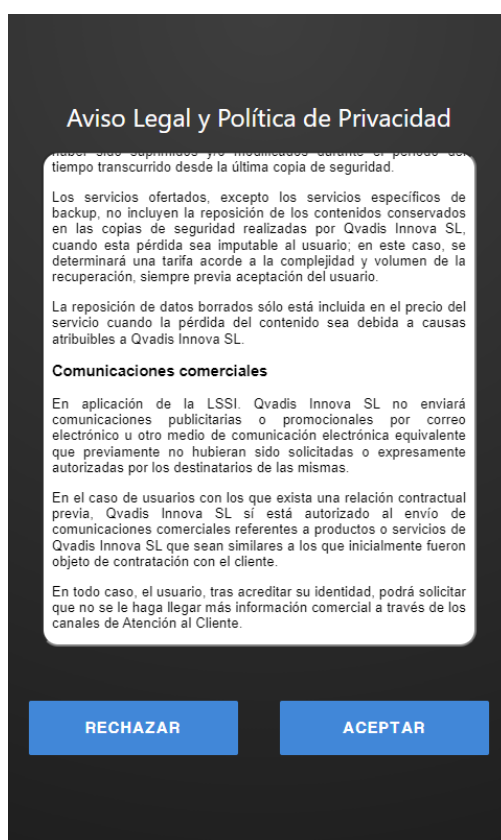 Aviso Legal y Política de Privacidad
tiempo transcurrido desde la última copia de seguridad.
Los servicios ofertados, excepto los servicios específicos de
backup, no incluyen la reposición de los contenidos conservados
en las copias de seguridad realizadas por Qvadis Innova SL,
cuando esta pérdida sea imputable al usuario; en este caso, se
determinará una tarifa acorde a la complejidad y volumen de la
recuperación, siempre previa aceptación del usuario.
La reposición de datos borrados sólo está incluida en el precio del
servicio cuando la pérdida del contenido sea debida a causas
atribuibles a Qvadis Innova SL.
Comunicaciones comerciales
En aplicación de la LSSI. Qvadis Innova SL no enviará
comunicaciones publicitarias o promocionales por correo
electrónico u otro medio de comunicación electrónica equivalente
que previamente no hubieran sido solicitadas o expresamente
autorizadas por los destinatarios de las mismas.
En el caso de usuarios con los que exista una relación contractual
previa, Qvadis Innova SL sí está autorizado al envío de
comunicaciones comerciales referentes a productos o servicios de
Qvadis Innova SL que sean similares a los que inicialmente fueron
objeto de contratación con el cliente.
En todo caso, el usuario, tras acreditar su identidad, podrá solicitar
que no se le haga llegar más información comercial a través de los
canales de Atención al Cliente.
RECHAZAR
ACEPTAR